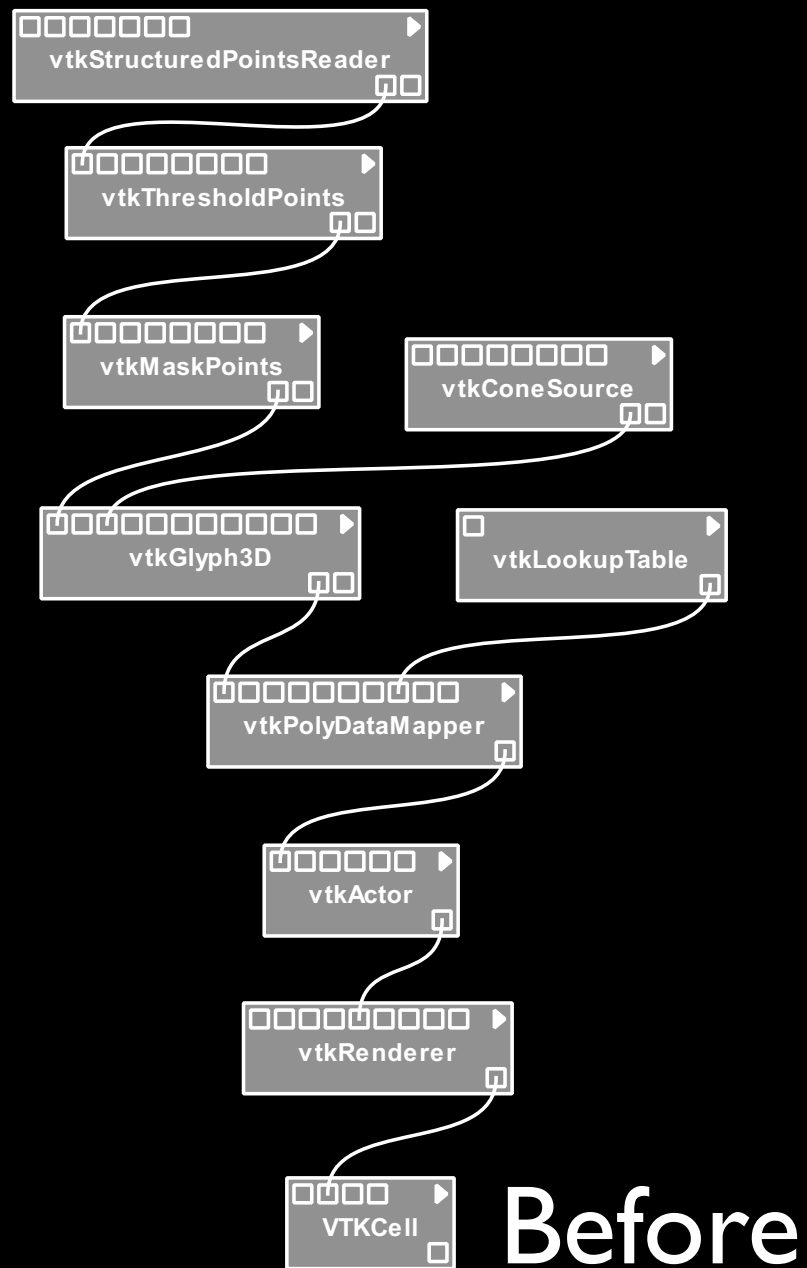 vtkStructuredPointsReader
vtkThresholdPoints
vtkMaskPoints
vtkConeSource
vtkGlyph3D
vtkLookupTable
vtkPolyDataMapper
vtkActor
vtkRenderer
VTKCell
Before